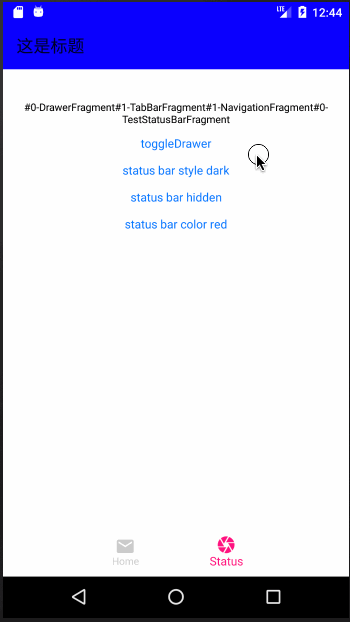 LTE 12:44
这是标题
#0-DrawerFragment#1-TabBarFragment#1-NavigationFragment#0-
TestStatusBarFragment
toggleDrawer
status bar style dark
status bar hidden
status bar color red
Home
Status